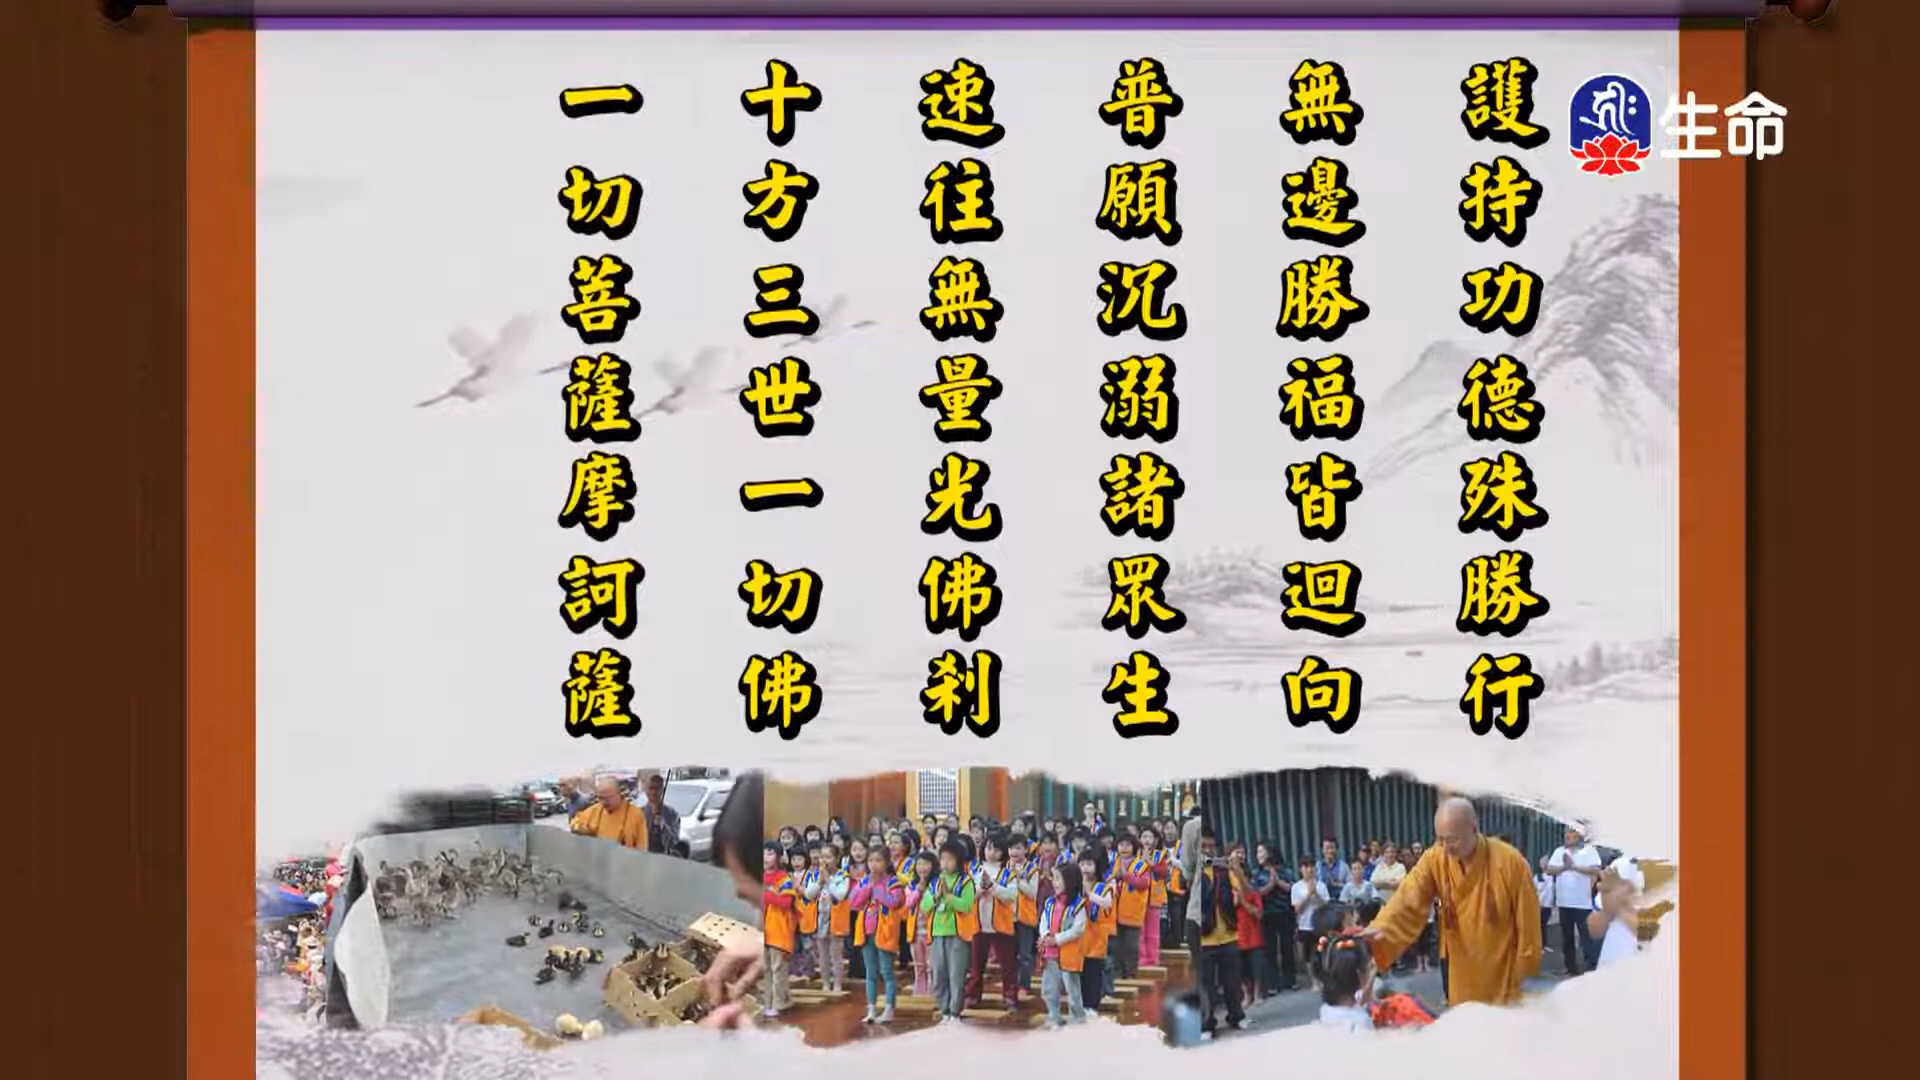 護持功德殊勝行
無邊勝福皆迴向
普願沉溺諸眾生
速往無量光佛剎
十方三世一切佛
一切菩薩摩訶薩
生命